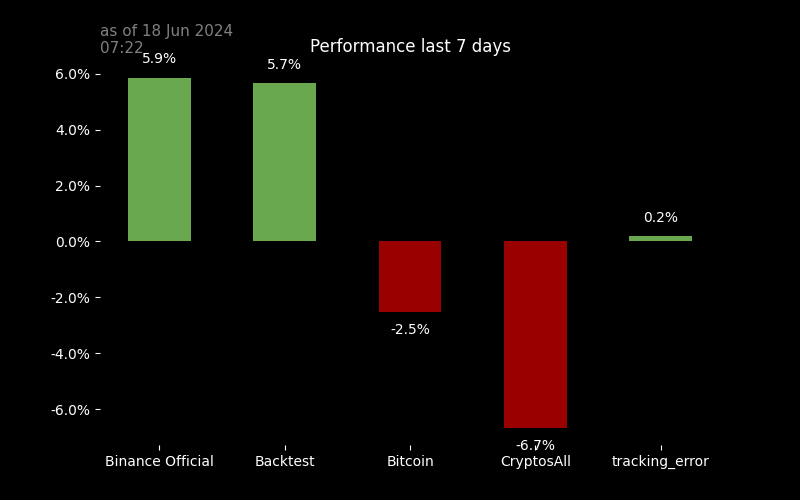 as of 18 Jun 2024
07:22
Performance last 7 days
5.9%
5.7%
6.0%
4.0%
2.0%
0.2%
0.0%
-2.0%
-2.5%
-4.0%
-6.0%
-6.7%
Binance Official
Backtest
Bitcoin
CryptosAll
tracking_error